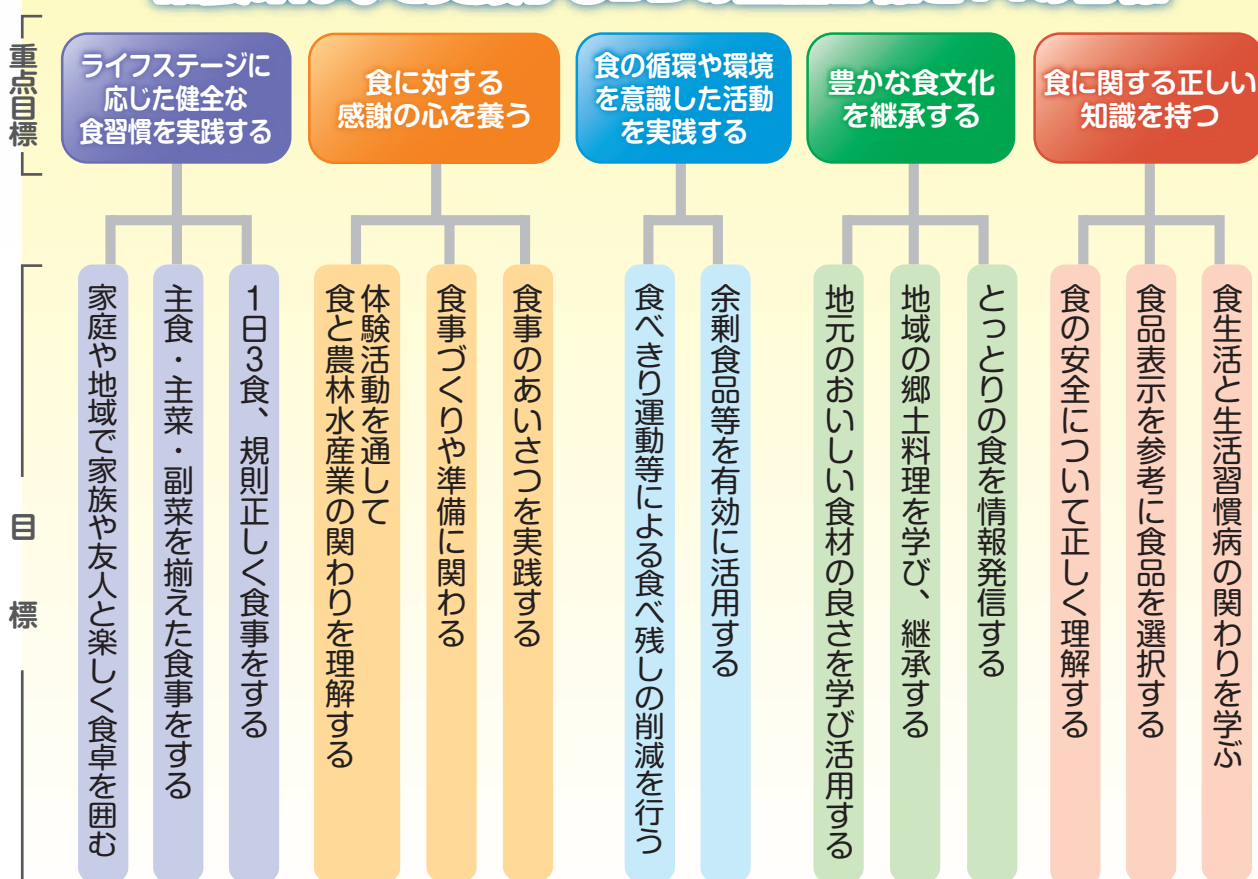 重点目標
ライフステージに
応じた健全な
食習慣を実践する
食に対する
感謝の心を養う
食の循環や環境
を意識した活動
を実践する
豊かな食文化
を継承する
食に関する正しい
知識を持つ
目標
1日3食、規則正しく食事をする
主食・主菜・副菜を揃えた食事をする
家庭や地域で家族や友人と楽しく食卓を囲む
食事のあいさつを実践する
食事づくりや準備に関わる
体験活動を通して
食と農林水産業の関わりを理解する
余剰食品等を有効に活用する
食べきり運動等による食べ残しの削減を行う
とっとりの食を情報発信する
地域の郷土料理を学び、継承する
地元のおいしい食材の良さを学び活用する
食生活と生活習慣病の関わりを学ぶ
食品表示を参考に食品を選択する
食の安全について正しく理解する